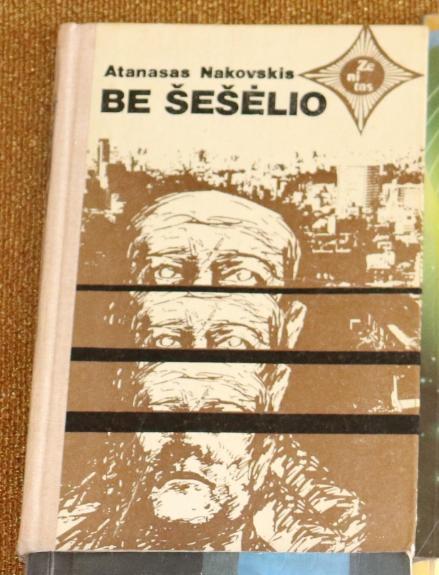 Atanasas Nakovskis
BE ŠEŠĖLIO
Ze
ni
tas